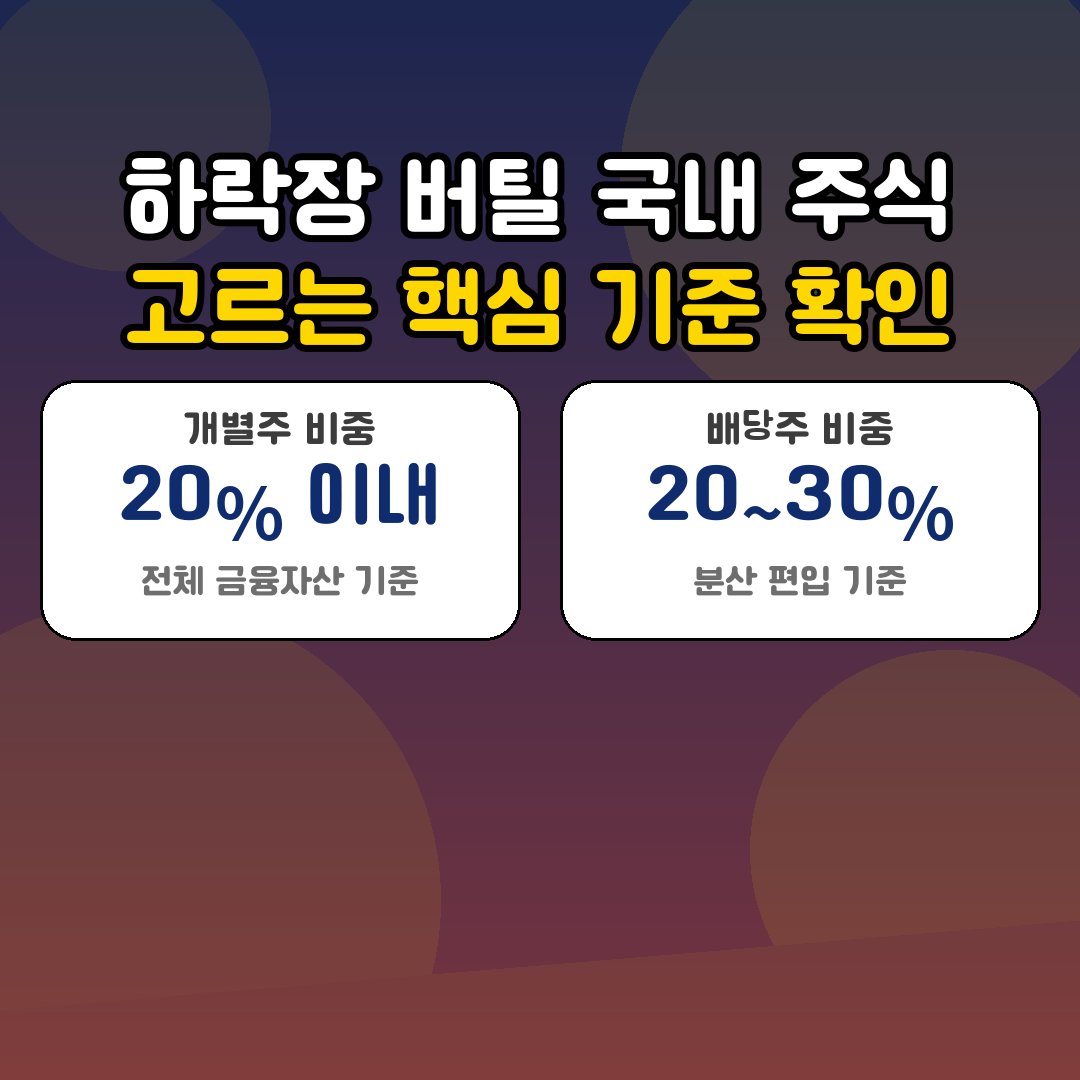 하락장 버틸 국내 주식
고르는 핵심 기준 확인
개별주 비중
20% 이내
전체 금융자산 기준
배당주 비중
20~30%
분산 편입 기준